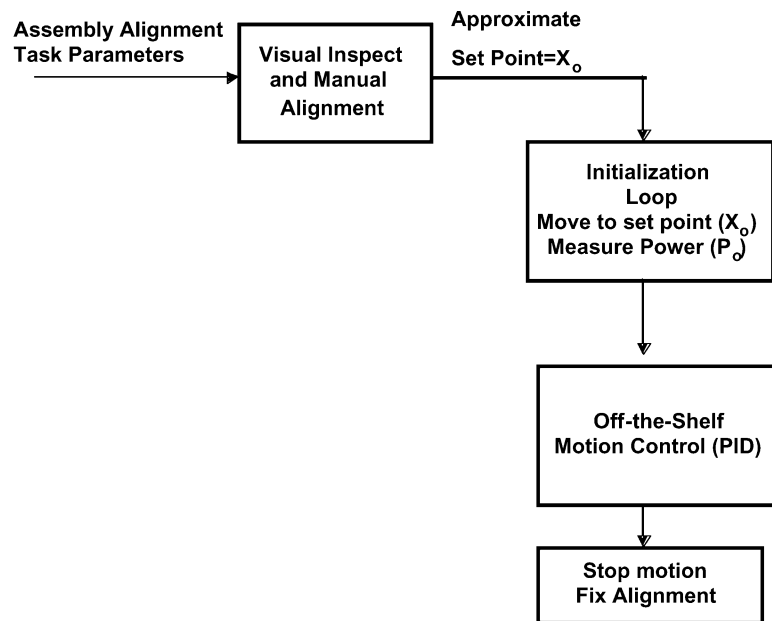 Assembly Alignment
Task Parameters
Visual Inspect
and Manual
Alignment
Approximate
Set Point=Xo
Initialization
Loop
Move to set point (Xo)
Measure Power (Po)
Off-the-Shelf
Motion Control (PID)
Stop motion
Fix Alignment